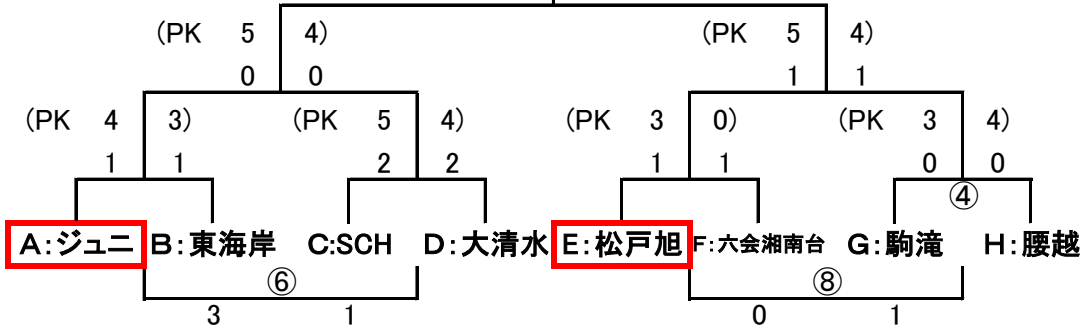 (PK 5 4) (PK 5 4)
0 0 1 1
(PK 4 3) (PK 5 4) (PK 3 0) (PK 3 4)
1 1 2 2 1 1 0 0
④
A:ジュニ B:東海岸 C:SCH D:大清水 E:松戸旭 F:六会湘南台 G:駒滝 H:腰越
⑥ ⑧
3 1 0 1